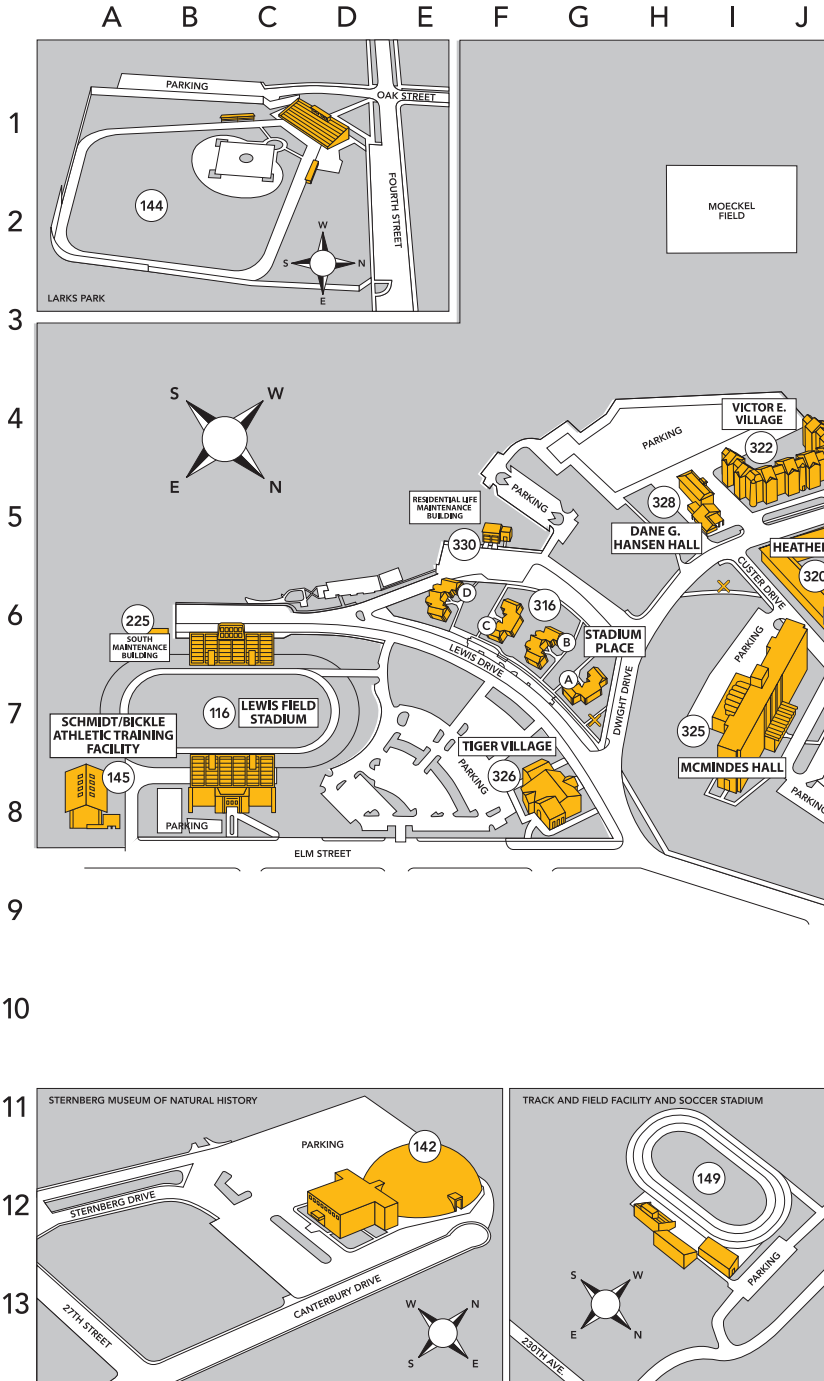 A B C D E F G H I J
1
2
3
4
5
6
7
8
9
10
11
12
13
PARKING
OAK STREET
FOURTH STREET
144
W
S N
E
LARKS PARK
MOECKEL
FIELD
S W
E N
VICTOR E.
VILLAGE
322
PARKING
328
DANE G.
HANSEN HALL
PARKING
RESIDENTIAL LIFE
MAINTENANCE
BUILDING
330
HEATHER
320
CUSTER DRIVE
D
C
316
B
A
STADIUM
PLACE
225
SOUTH
MAINTENANCE
BUILDING
LEWIS DRIVE
DWIGHT DRIVE
PARKING
116
LEWIS FIELD
STADIUM
SCHMIDT/BICKLE
ATHLETIC TRAINING
FACILITY
145
325
MCMINDES HALL
TIGER VILLAGE
326
PARKING
PARKING
PARKING
ELM STREET
STERNBERG MUSEUM OF NATURAL HISTORY
PARKING
142
STERNBERG DRIVE
CANTERBURY DRIVE
27TH STREET
W N
S E
TRACK AND FIELD FACILITY AND SOCCER STADIUM
149
PARKING
S W
E N
230TH AVE.